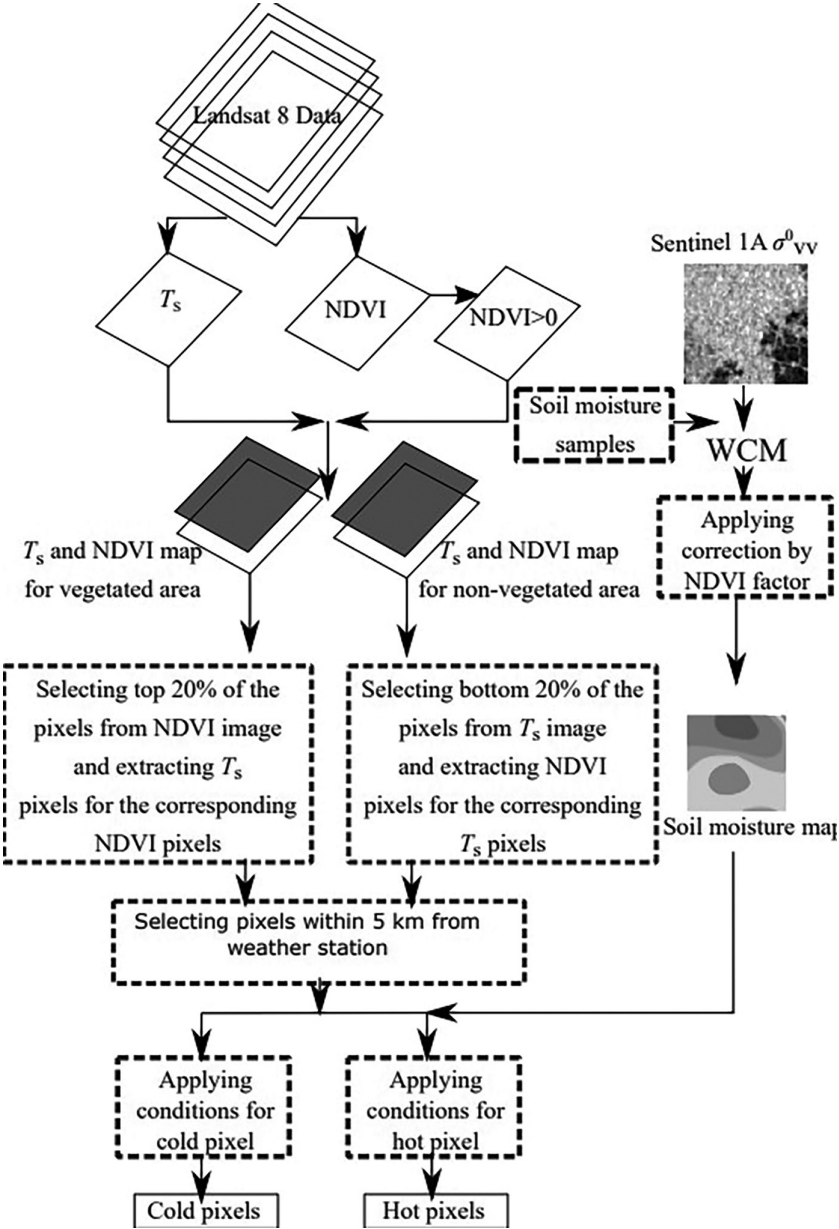 Landsat 8 Data
Sentinel 1A σ⁰VV
Ts
NDVI
NDVI>0
Soil moisture
samples
WCM
Applying
correction by
NDVI factor
Ts and NDVI map
for vegetated area
Ts and NDVI map
for non-vegetated area
Selecting top 20% of the
pixels from NDVI image
and extracting Ts
pixels for the corresponding
NDVI pixels
Selecting bottom 20% of the
pixels from Ts image
and extracting NDVI
pixels for the corresponding
Ts pixels
Soil moisture map
Selecting pixels within 5 km from
weather station
Applying
conditions for
cold pixel
Applying
conditions for
hot pixel
Cold pixels
Hot pixels